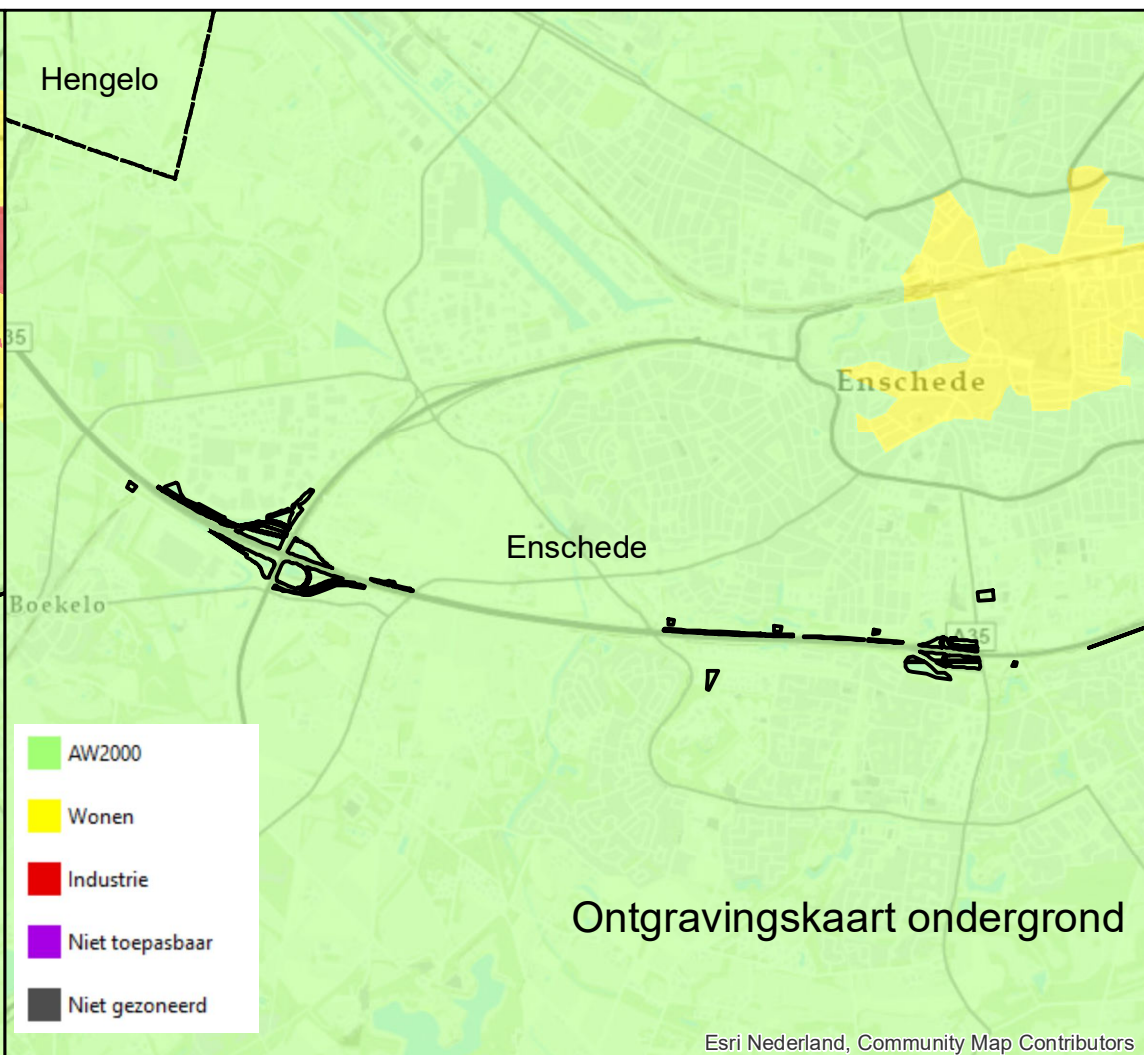 Hengelo
35
Enschede
Enschede
Boekelo
A35
AW2000
Wonen
Industrie
Niet toepasbaar
Niet gezoneerd
Ontgravingskaart ondergrond
Esri Nederland, Community Map Contributors